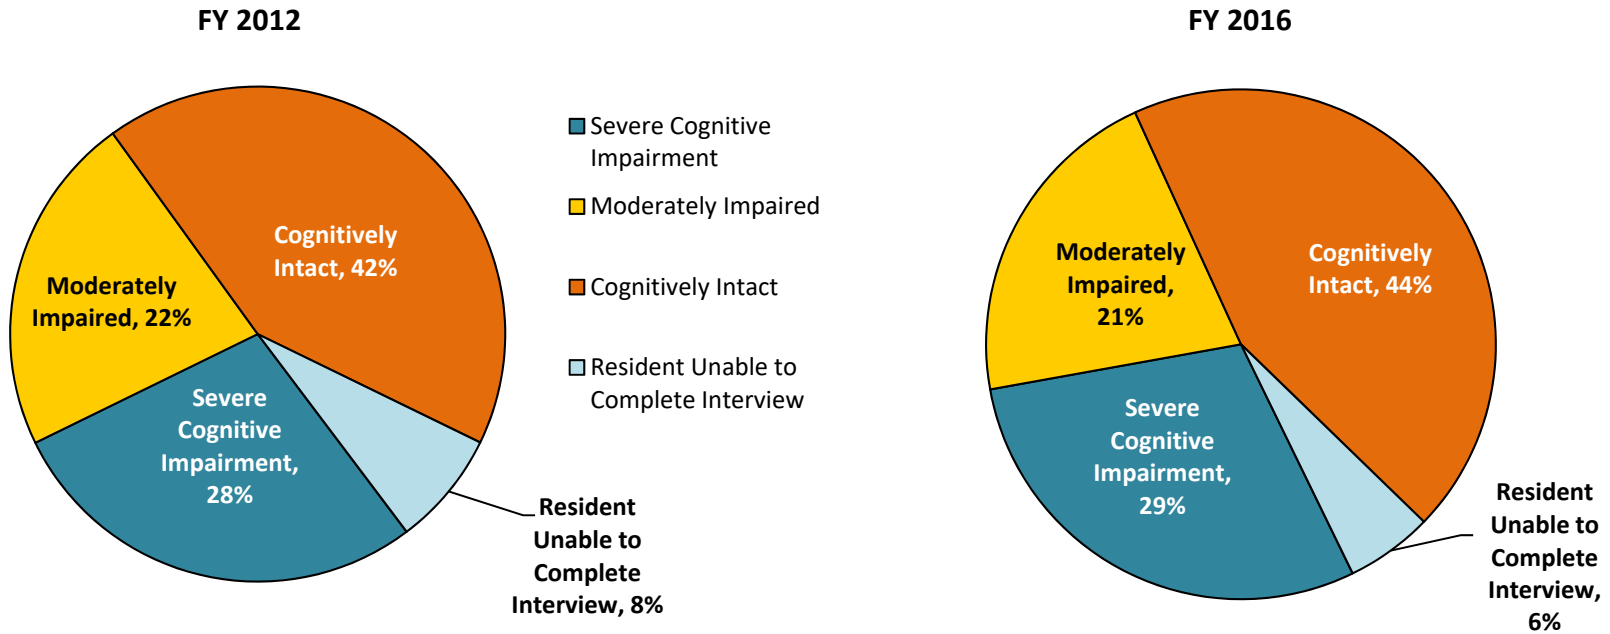 FY 2012
Cognitively
Intact, 42%
Moderately
Impaired, 22%
Severe
Cognitive
Impairment,
28%
Resident
Unable to
Complete
Interview, 8%
Severe Cognitive
Impairment
Moderately Impaired
Cognitively Intact
Resident Unable to
Complete Interview
FY 2016
Cognitively
Intact, 44%
Moderately
Impaired,
21%
Severe
Cognitive
Impairment,
29%
Resident
Unable to
Complete
Interview,
6%